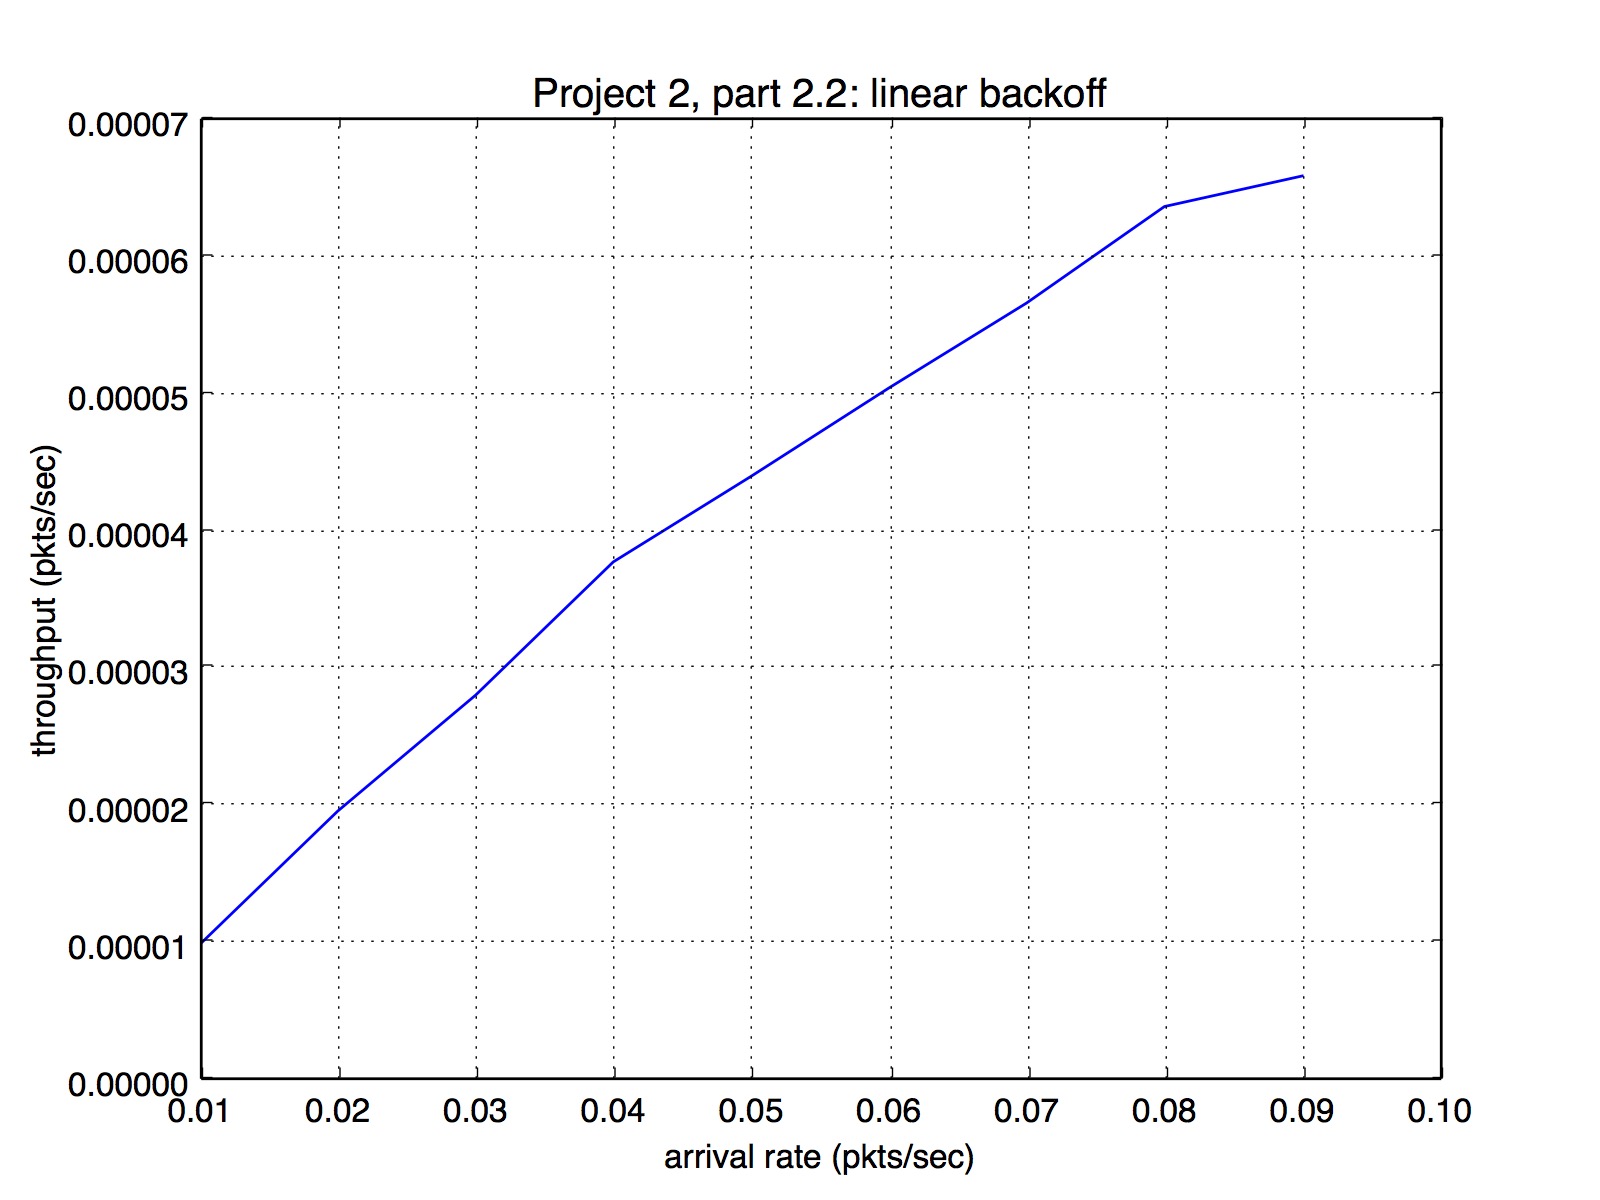 Project 2, part 2.2: linear backoff
0.00007
0.00006
0.00005
0.00004
0.00003
0.00002
0.00001
0.00000
throughput (pkts/sec)
0.01 0.02 0.03 0.04 0.05 0.06 0.07 0.08 0.09 0.10
arrival rate (pkts/sec)